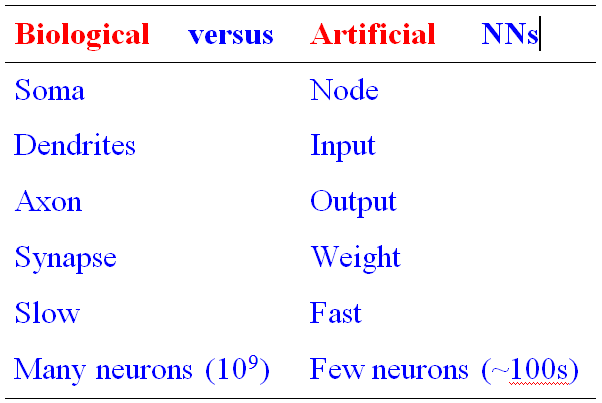 Biological versus Artificial NNs
Soma Node
Dendrites Input
Axon Output
Synapse Weight
Slow Fast
Many neurons (10⁹) Few neurons (~100s)